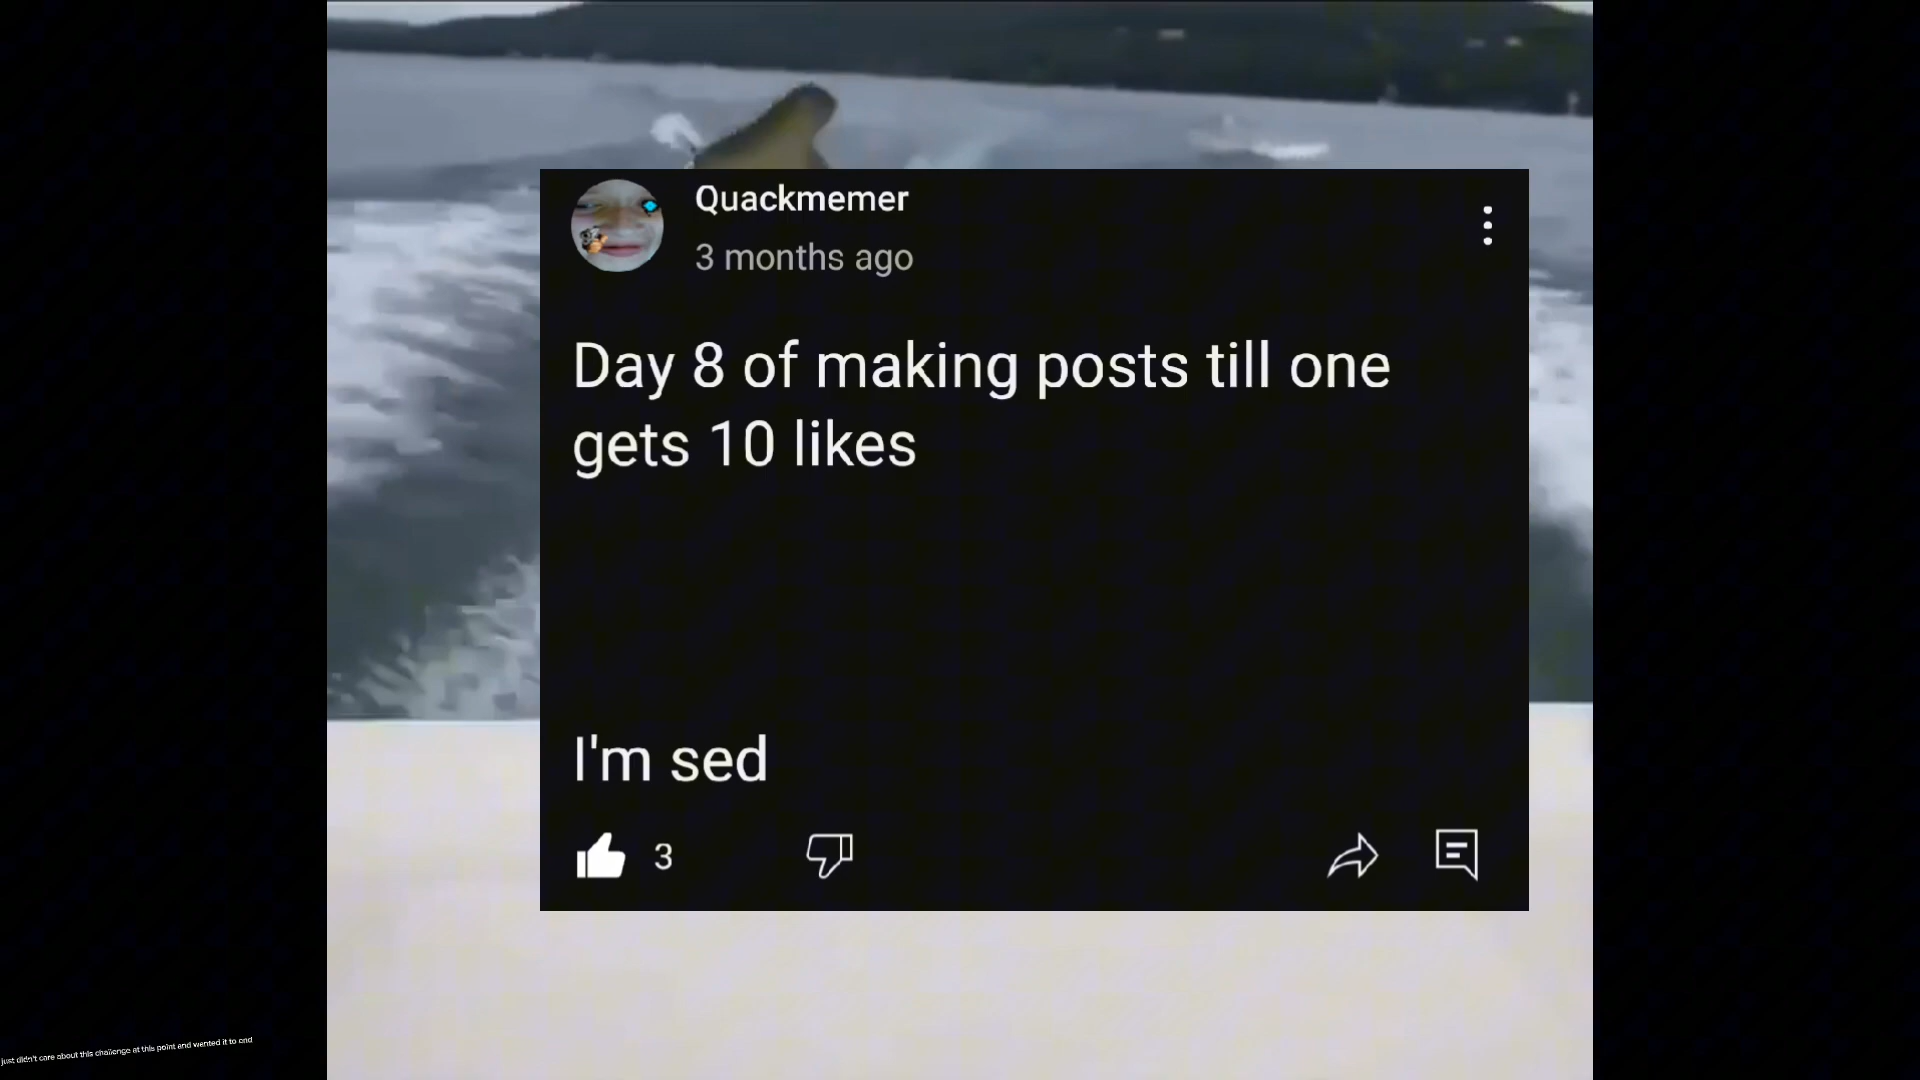 Quackmemer
3 months ago
Day 8 of making posts till one
gets 10 likes
I'm sed
3
just didn't care about this challenge at this point and wanted it to end